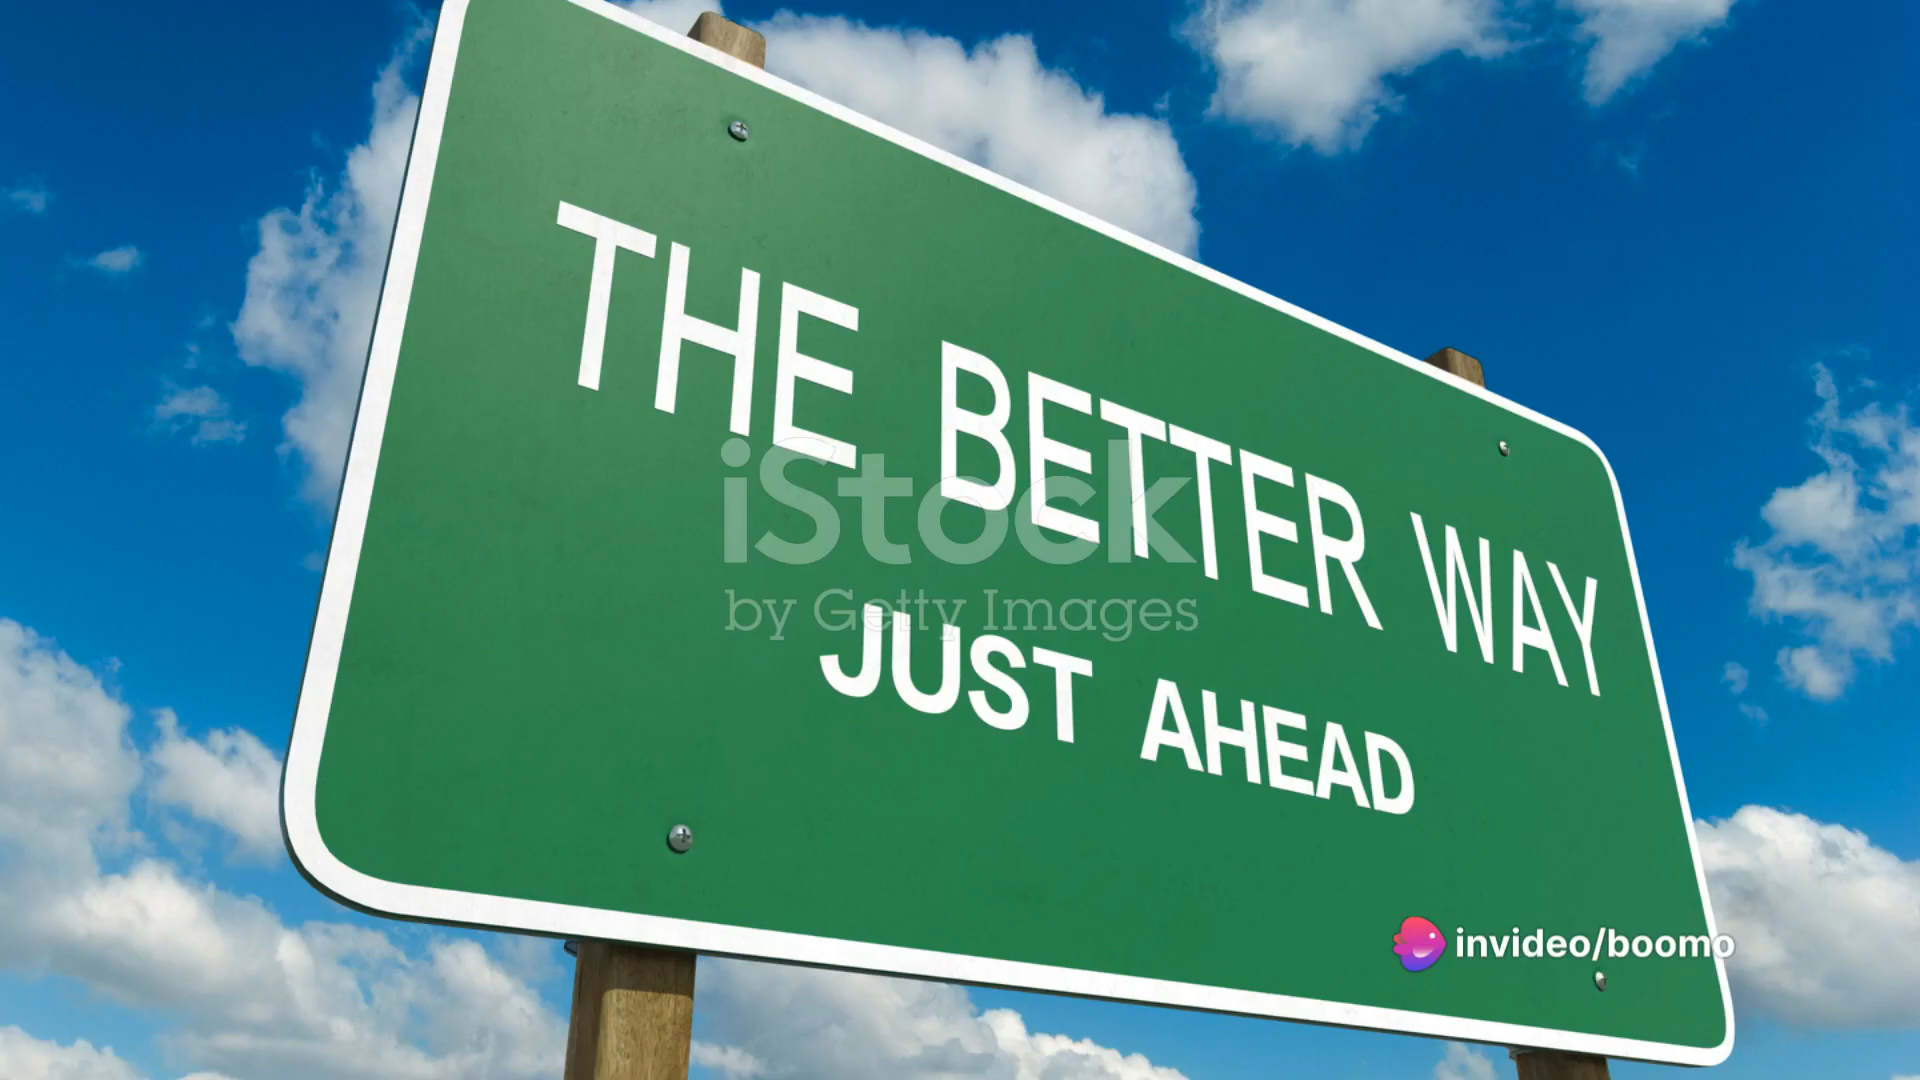 THE BETTER WAY
iStock
by Getty Images
JUST AHEAD
invideo/boomo